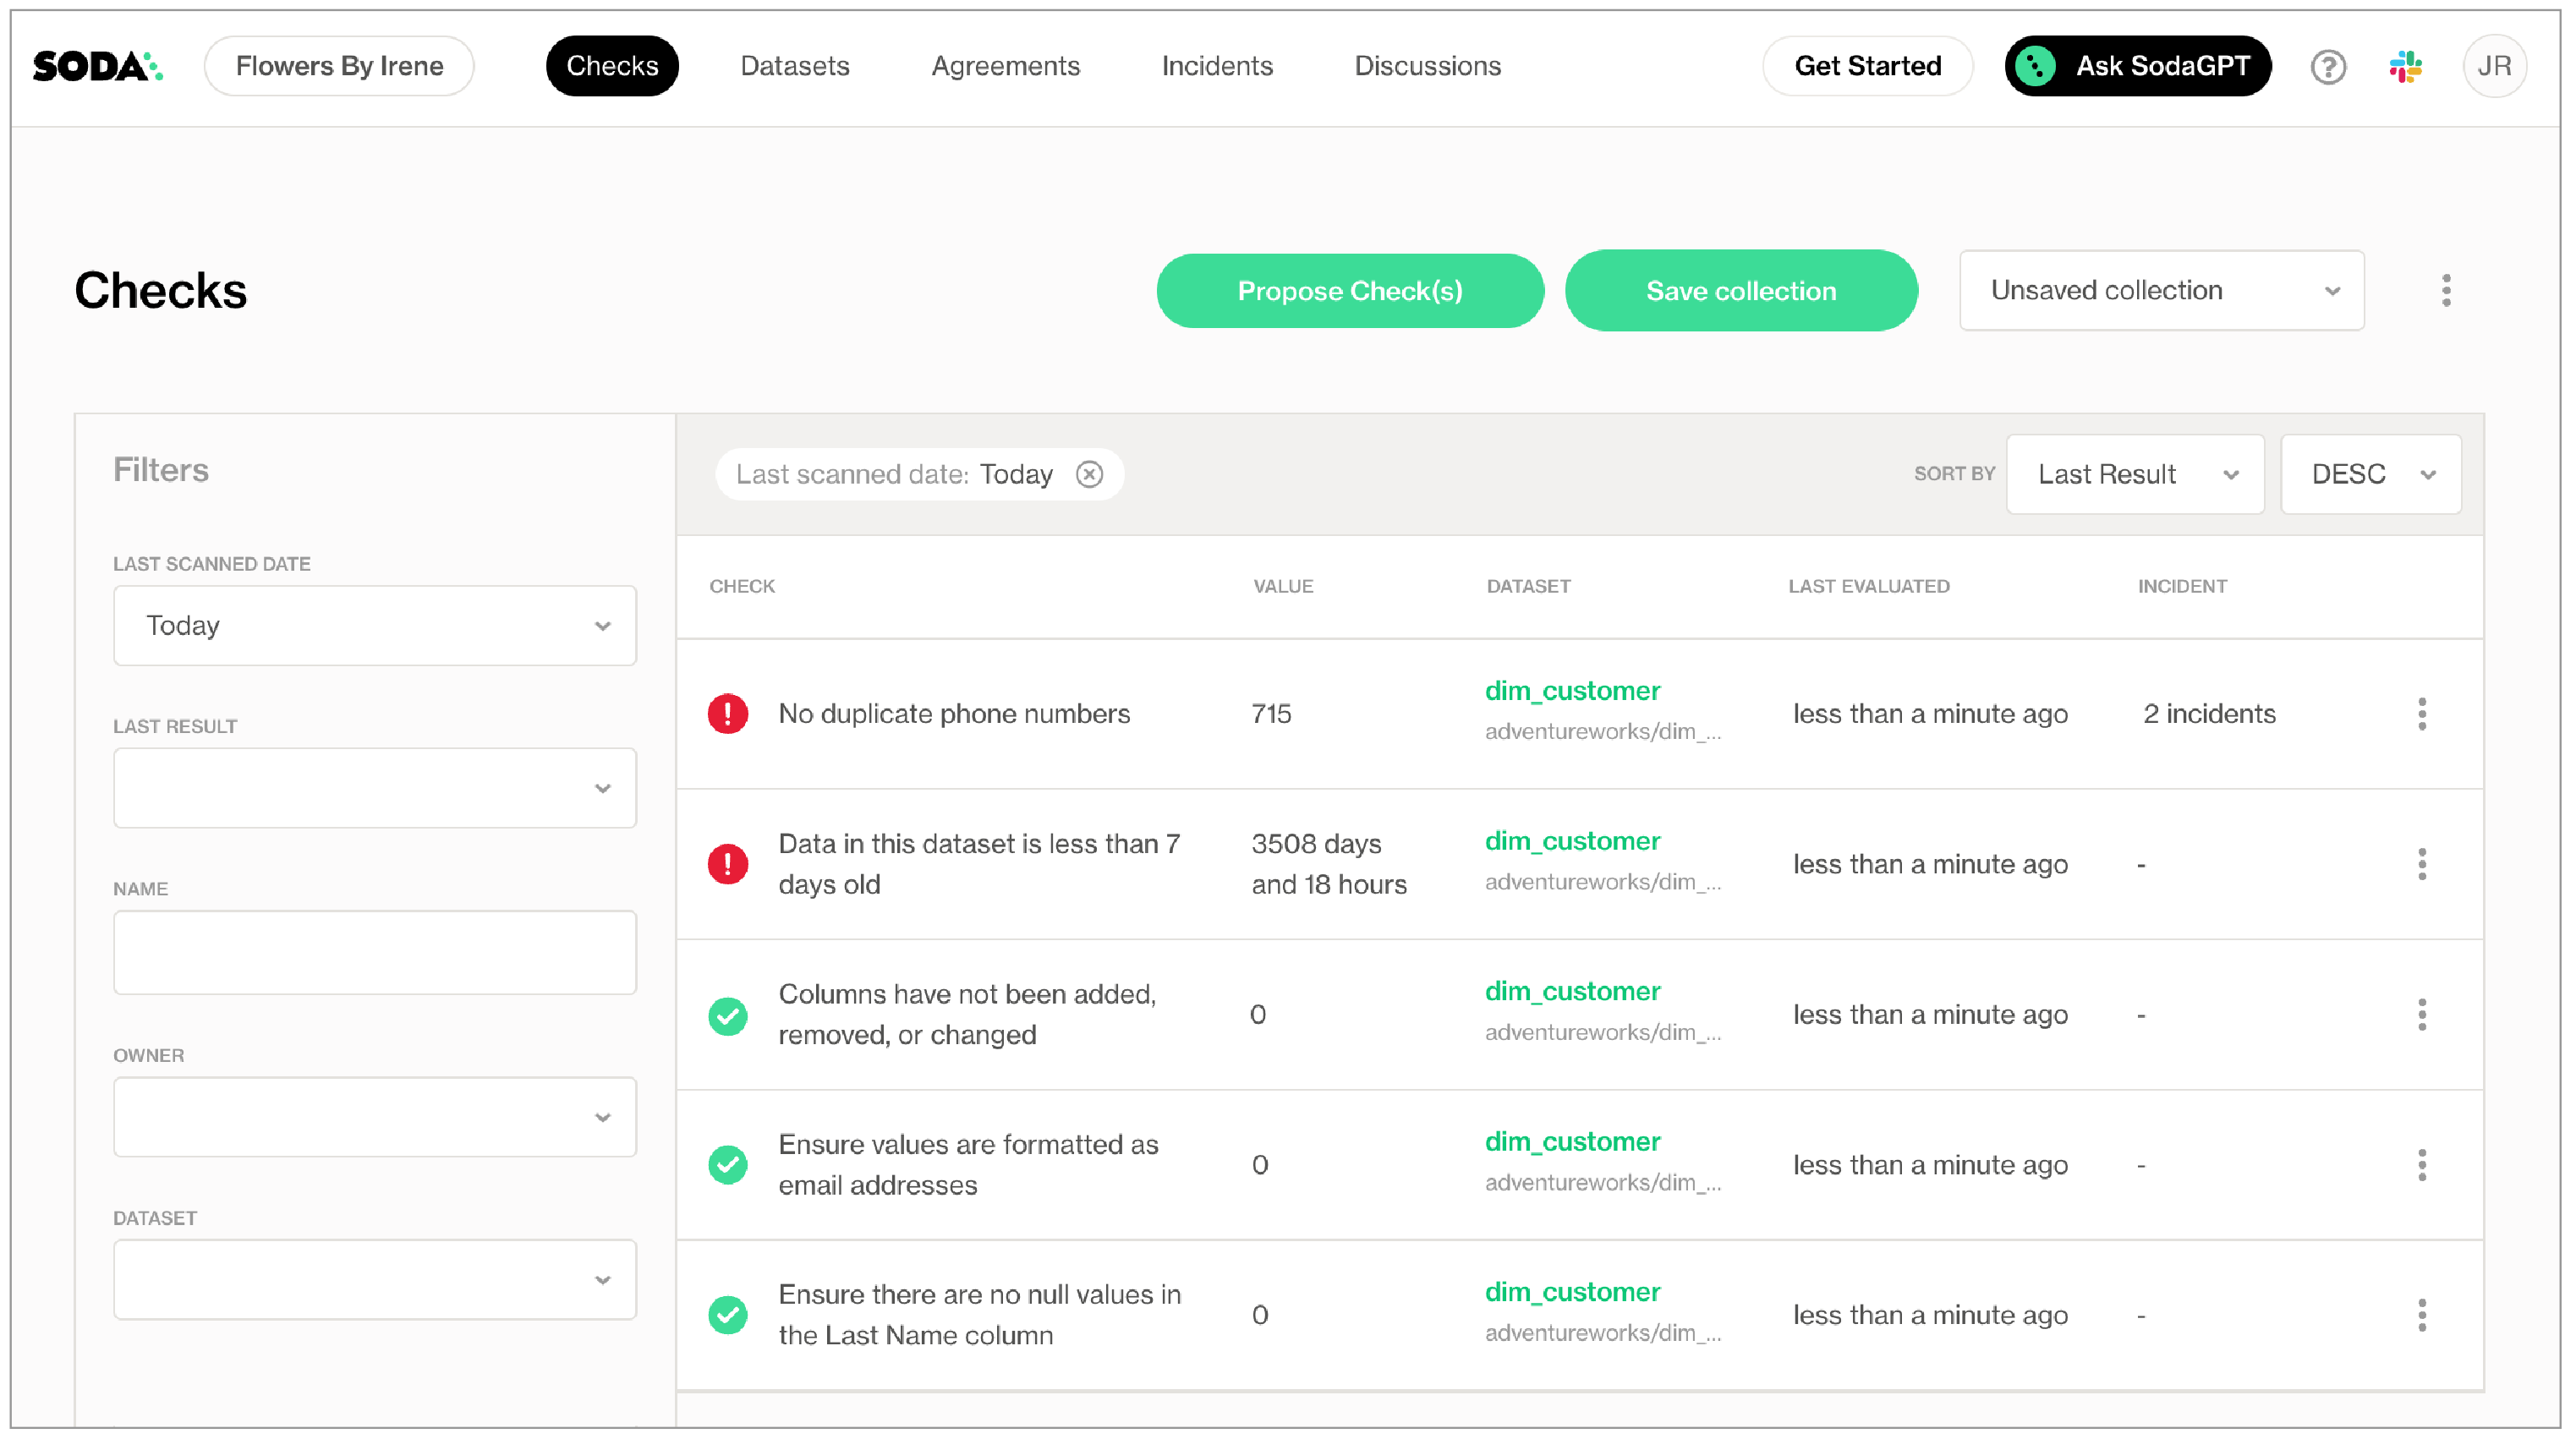 SODA
Flowers By Irene
Checks
Datasets
Agreements
Incidents
Discussions
Get Started
Ask SodaGPT
?
JR
Checks
Propose Check(s)
Save collection
Unsaved collection
Filters
LAST SCANNED DATE
Today
LAST RESULT
NAME
OWNER
DATASET
Last scanned date: Today
SORT BY
Last Result
DESC
CHECK
VALUE
DATASET
LAST EVALUATED
INCIDENT
No duplicate phone numbers
715
dim_customer
adventureworks/dim_...
less than a minute ago
2 incidents
Data in this dataset is less than 7
days old
3508 days
and 18 hours
dim_customer
adventureworks/dim_...
less than a minute ago
-
Columns have not been added,
removed, or changed
0
dim_customer
adventureworks/dim_...
less than a minute ago
-
Ensure values are formatted as
email addresses
0
dim_customer
adventureworks/dim_...
less than a minute ago
-
Ensure there are no null values in
the Last Name column
0
dim_customer
adventureworks/dim_...
less than a minute ago
-